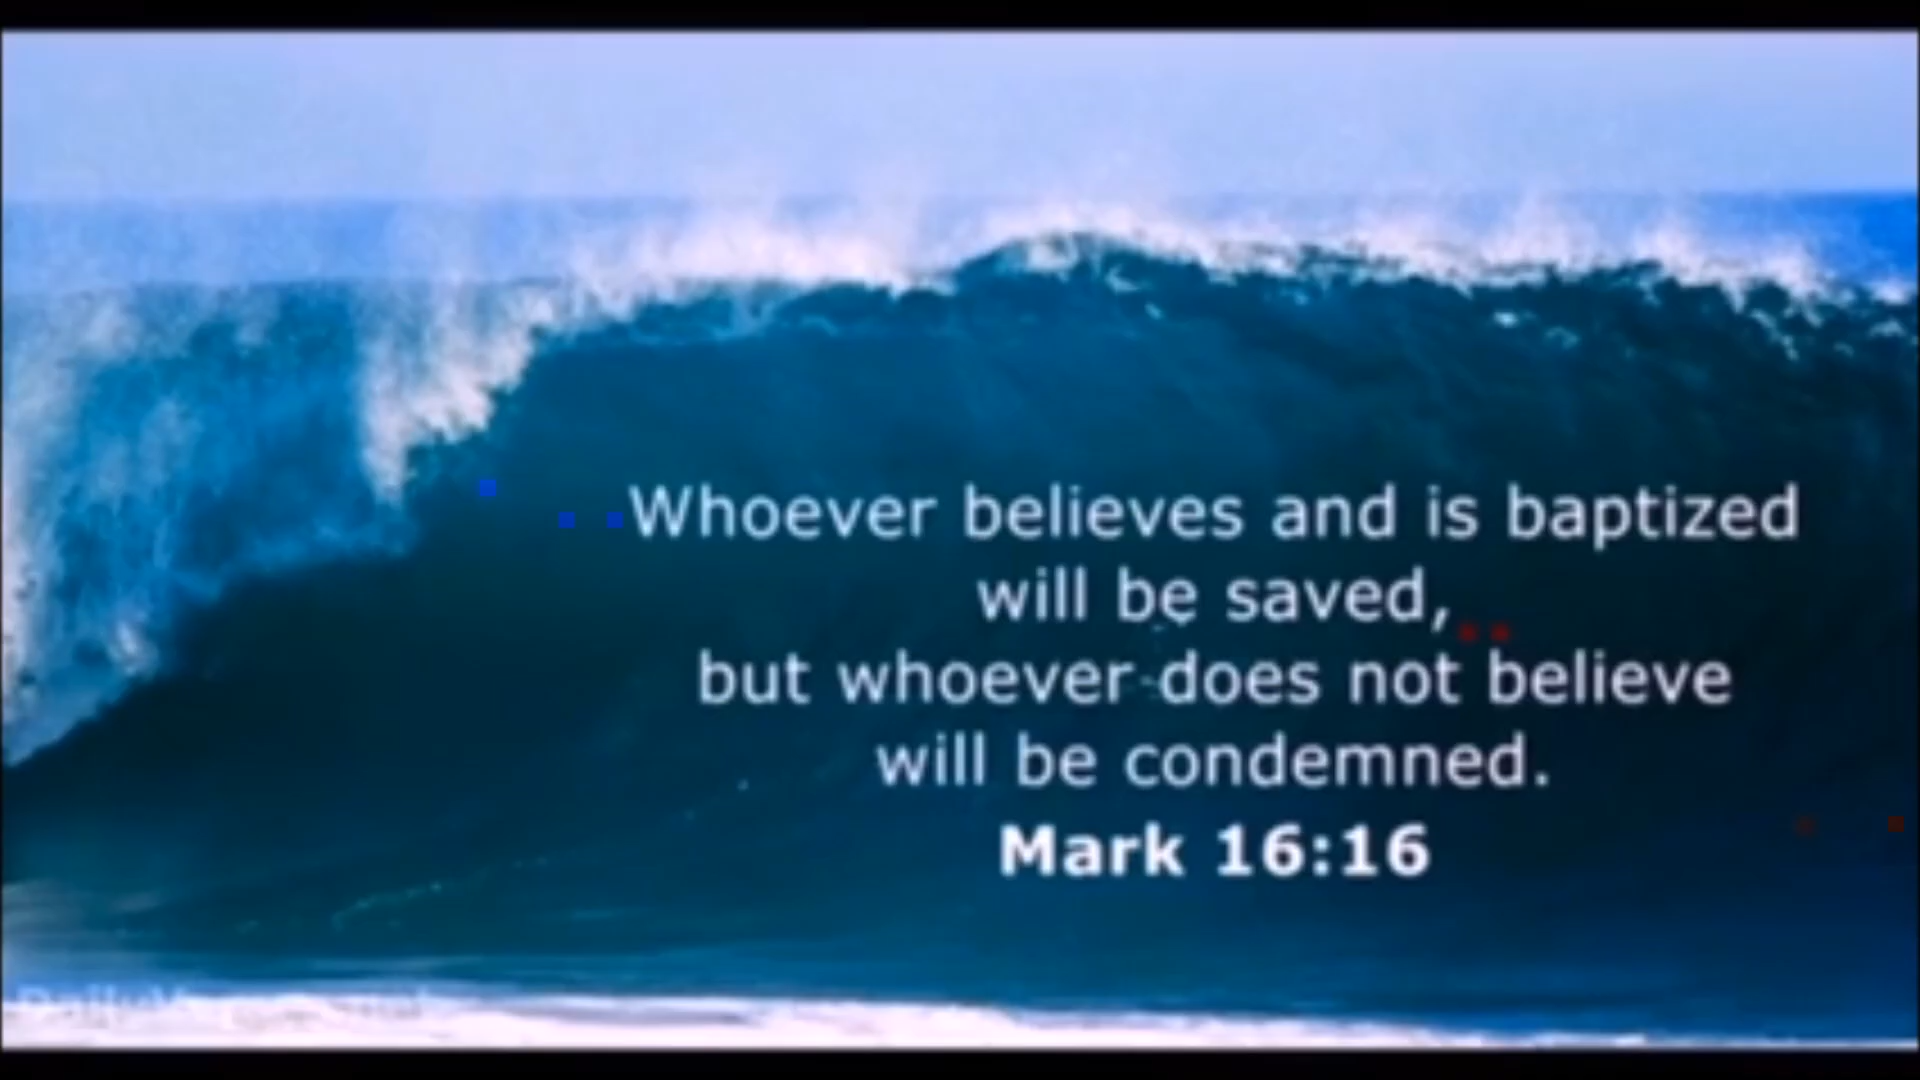 Whoever believes and is baptized
will be saved,
but whoever does not believe
will be condemned.
Mark 16:16